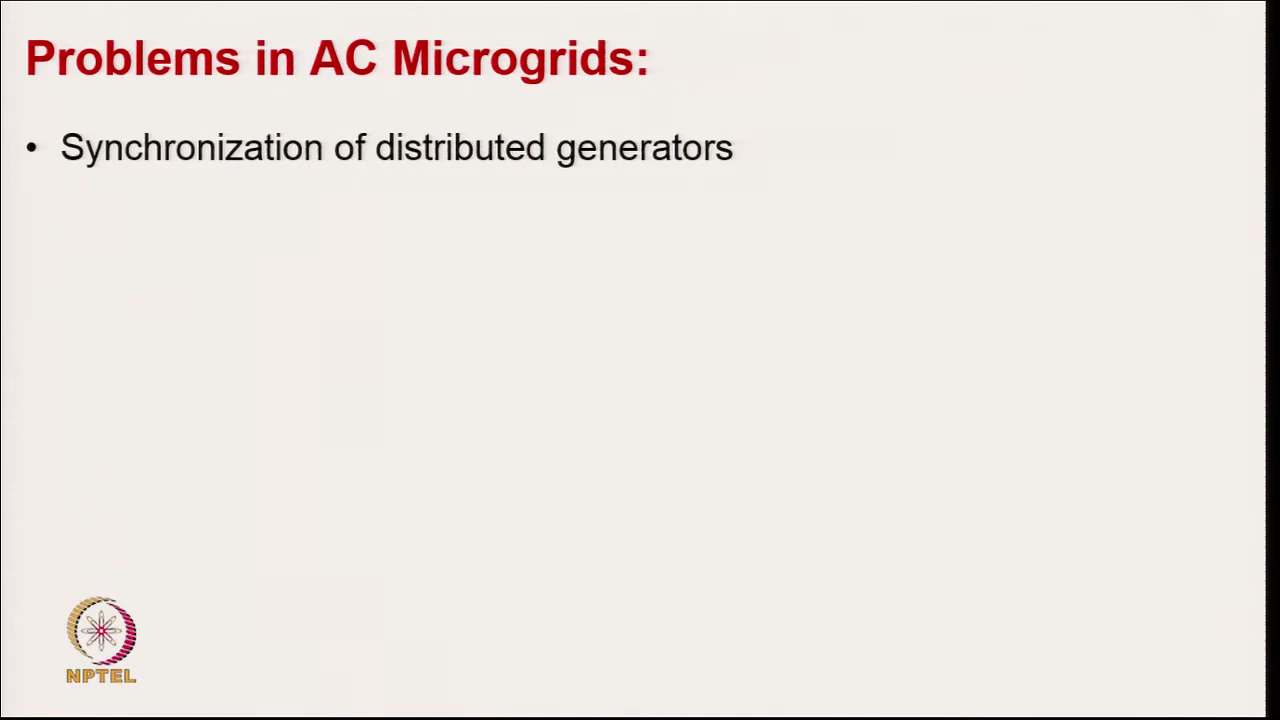 Problems in AC Microgrids:
• Synchronization of distributed generators
NPTEL